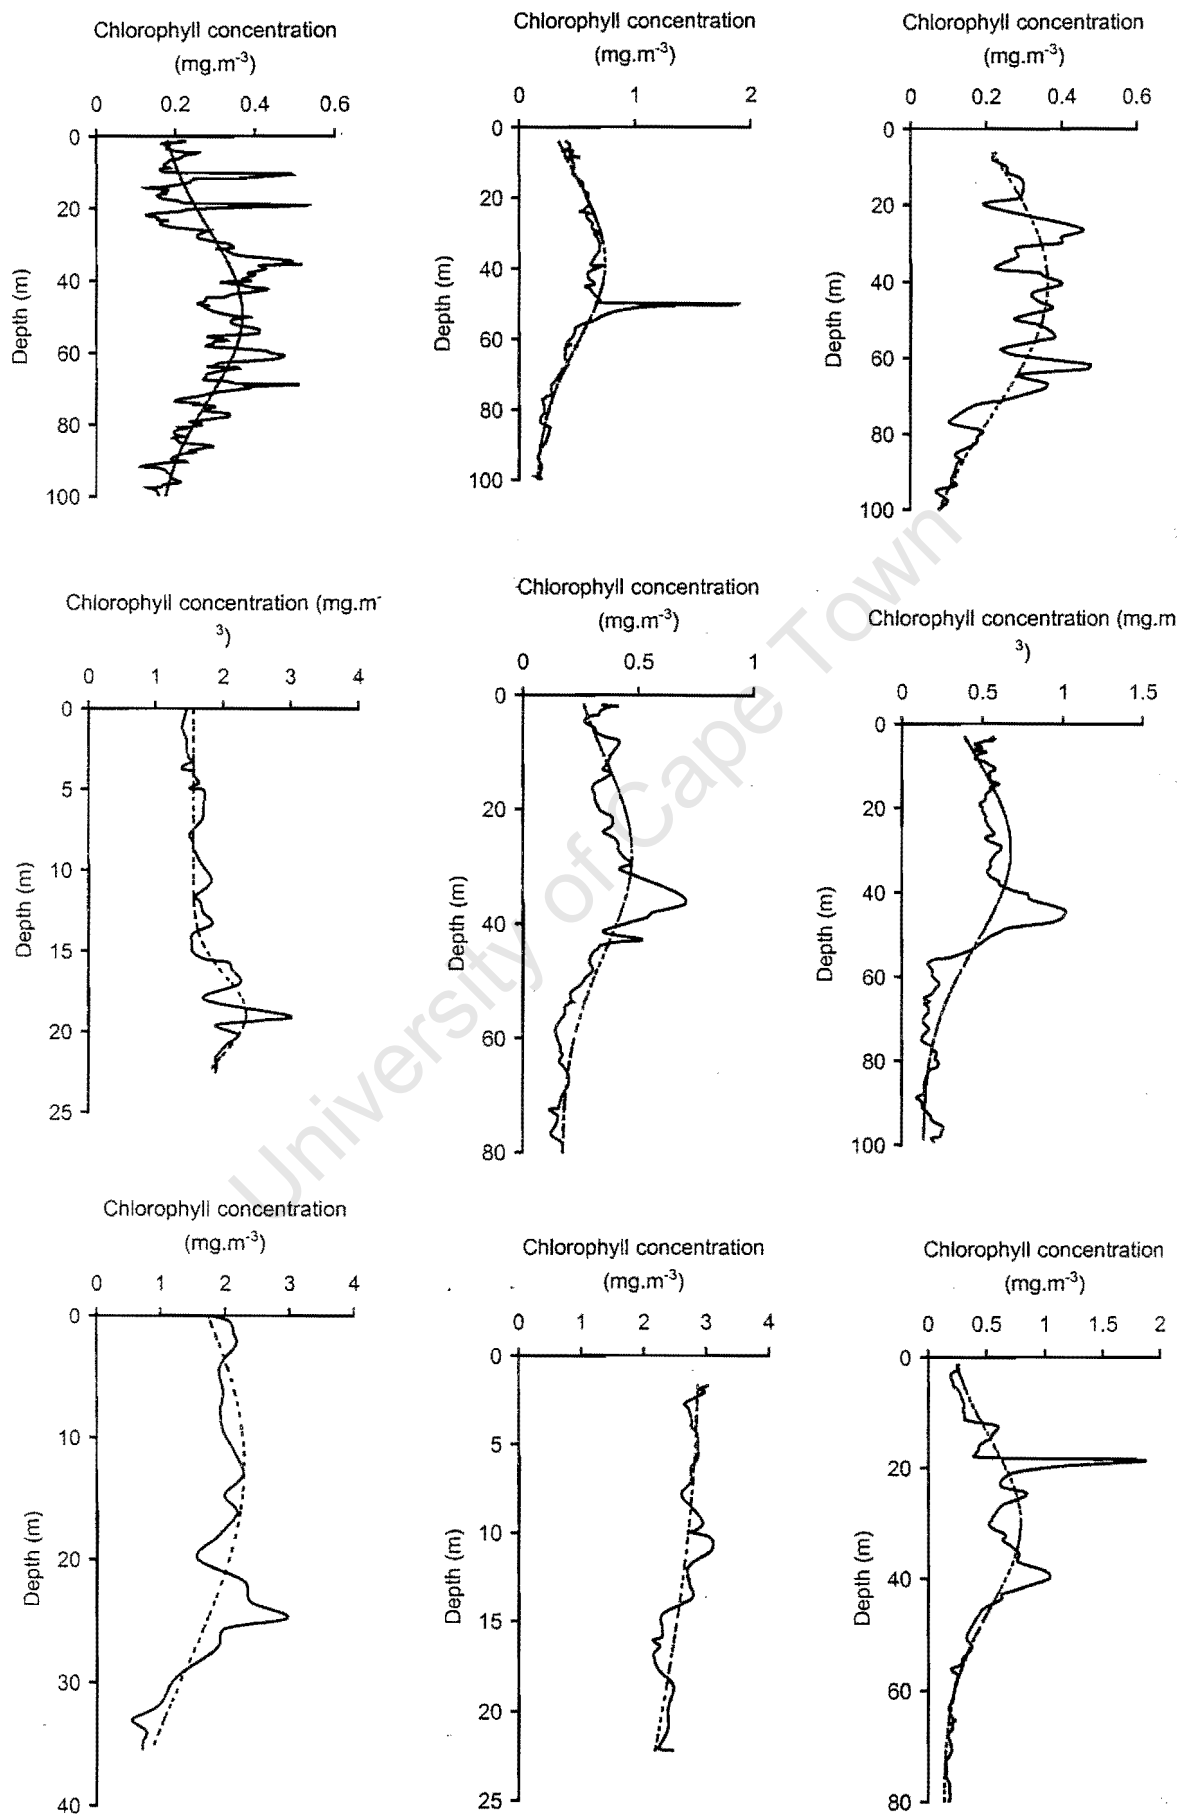 Chlorophyll concentration
(mg.m-3)
0 0.2 0.4 0.6
0
20
40
60
80
100
Depth (m)
Chlorophyll concentration
(mg.m-3)
0 1 2
0
20
40
60
80
100
Depth (m)
Chlorophyll concentration
(mg.m-3)
0 0.2 0.4 0.6
0
20
40
60
80
100
Depth (m)
Chlorophyll concentration (mg.m-
3)
0 1 2 3 4
0
5
10
15
20
25
Depth (m)
Chlorophyll concentration
(mg.m-3)
0 0.5 1
0
20
40
60
80
Depth (m)
Chlorophyll concentration (mg.m
3)
0 0.5 1 1.5
0
20
40
60
80
100
Depth (m)
Chlorophyll concentration
(mg.m-3)
0 1 2 3 4
0
10
20
30
40
Depth (m)
Chlorophyll concentration
(mg.m-3)
0 1 2 3 4
0
5
10
15
20
25
Depth (m)
Chlorophyll concentration
(mg.m-3)
0 0.5 1 1.5 2
0
20
40
60
80
Depth (m)
University of Cape Town